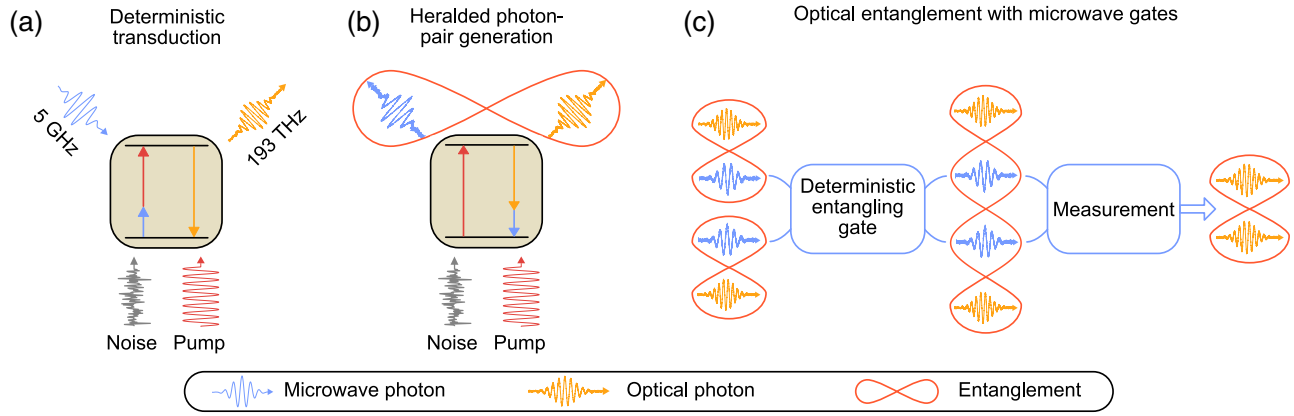 (a)
Deterministic
transduction
5 GHz
193 THz
Noise
Pump
(b)
Heralded photon-
pair generation
Noise
Pump
(c)
Optical entanglement with microwave gates
Deterministic
entangling
gate
Measurement
Microwave photon
Optical photon
Entanglement